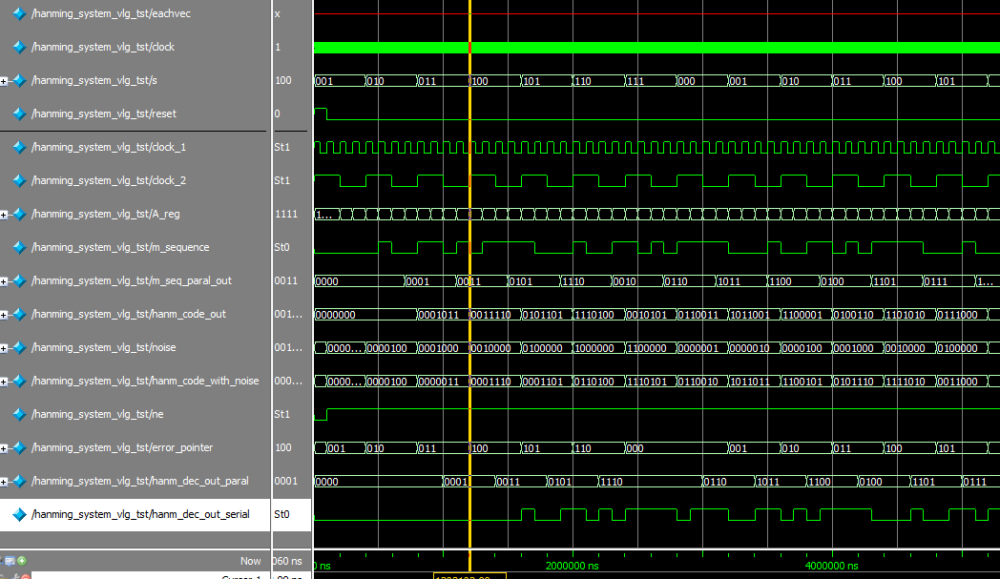 /hanming_system_vlg_tst/eachvec x
/hanming_system_vlg_tst/clock 1
/hanming_system_vlg_tst/s 100 001 010 011 100 101 110 111 000 001 010 011 100 101
/hanming_system_vlg_tst/reset 0
/hanming_system_vlg_tst/clock_1 St1
/hanming_system_vlg_tst/clock_2 St1
/hanming_system_vlg_tst/A_reg 1111 1...
/hanming_system_vlg_tst/m_sequence St0
/hanming_system_vlg_tst/m_seq_paral_out 0011 0000 0001 0011 0101 1110 0010 0110 1011 1100 0100 1101 0111 1...
/hanming_system_vlg_tst/hanm_code_out 001... 0000000 0001011 0011110 0101101 1110100 0010101 0110011 1011001 1100001 0100110 1101010 0111000
/hanming_system_vlg_tst/noise 001... 0000... 0000100 0001000 0010000 0100000 1000000 1100000 0000001 0000010 0000100 0001000 0010000 0100000
/hanming_system_vlg_tst/hanm_code_with_noise 000... 0000... 0000100 0000011 0001110 0001101 0110100 1110101 0110010 1011011 1100101 0101110 1111010 0011000
/hanming_system_vlg_tst/ne St1
/hanming_system_vlg_tst/error_pointer 100 001 010 011 100 101 110 000 001 010 011 100 101
/hanming_system_vlg_tst/hanm_dec_out_paral 0001 0000 0001 0011 0101 1110 0110 1011 1100 0100 1101 0111
/hanming_system_vlg_tst/hanm_dec_out_serial St0
Now 060 ns 0 ns 2000000 ns 4000000 ns
Cursor 1